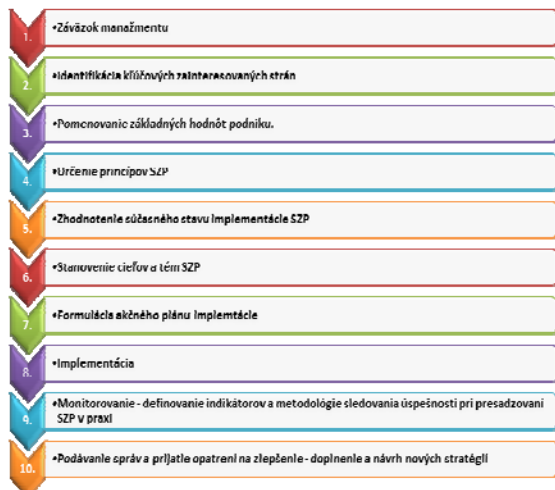 1. •Záväzok manažmentu
2. •Identifikácia kľúčových zainteresovaných strán
3. •Pomenovanie základných hodnôt podniku.
4. •Určenie princípov SZP
5. •Zhodnotenie súčasného stavu implementácie SZP
6. •Stanovenie cieľov a tém SZP
7. •Formulácia akčného plánu implemtácie
8. •Implementácia
9. •Monitorovanie - definovanie indikátorov a metodológie sledovania úspešnosti pri presadzovaní
SZP v praxi
10. •Podávanie správ a prijatie opatrení na zlepšenie - doplnenie a návrh nových stratégií